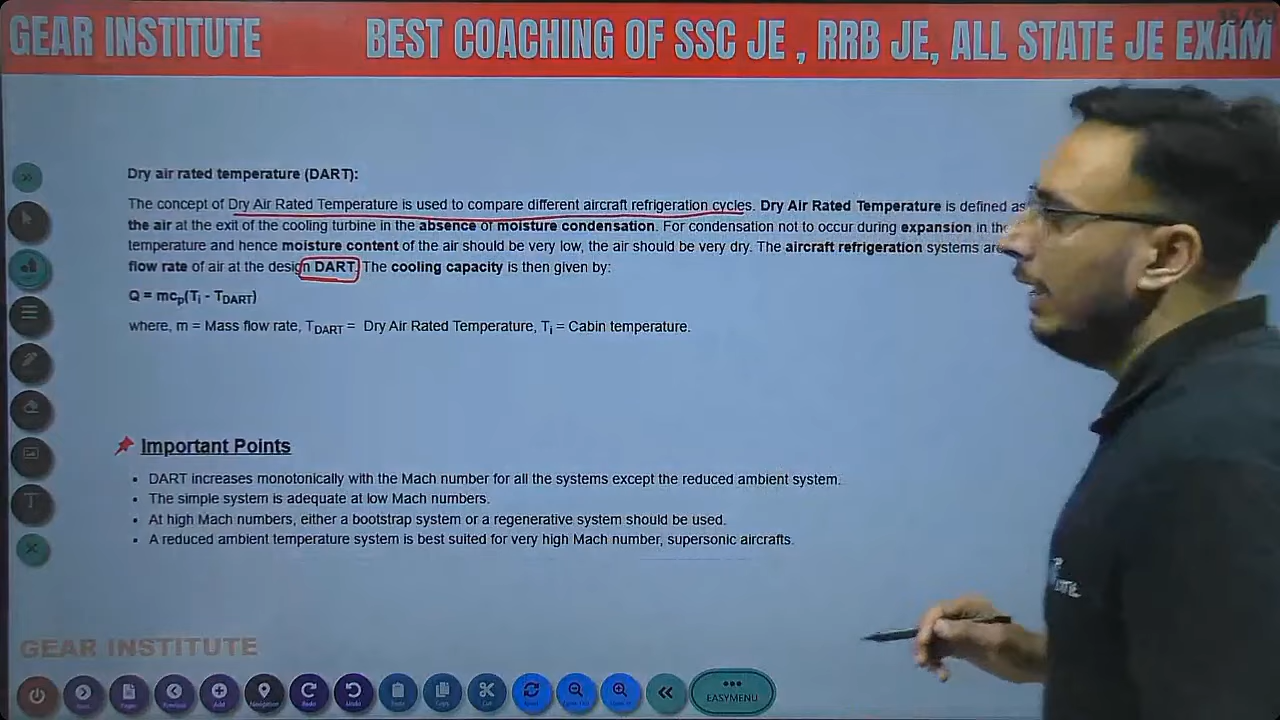 GEAR INSTITUTE BEST COACHING OF SSC JE , RRB JE, ALL STATE JE EXAM
Dry air rated temperature (DART):
The concept of Dry Air Rated Temperature is used to compare different aircraft refrigeration cycles. Dry Air Rated Temperature is defined as
the air at the exit of the cooling turbine in the absence of moisture condensation. For condensation not to occur during expansion in the
temperature and hence moisture content of the air should be very low, the air should be very dry. The aircraft refrigeration systems are
flow rate of air at the design DART. The cooling capacity is then given by:
Q = mcp(Ti - TDART)
where, m = Mass flow rate, TDART = Dry Air Rated Temperature, Ti = Cabin temperature.
Important Points
• DART increases monotonically with the Mach number for all the systems except the reduced ambient system.
• The simple system is adequate at low Mach numbers.
• At high Mach numbers, either a bootstrap system or a regenerative system should be used.
• A reduced ambient temperature system is best suited for very high Mach number, supersonic aircrafts.
GEAR INSTITUTE
Add Redo Undo Copy Cut
EASYMENU